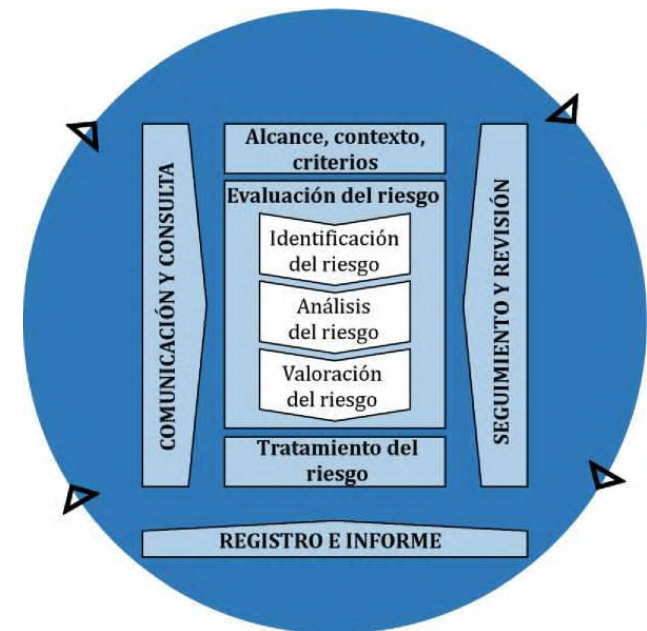 Alcance, contexto,
criterios
Evaluación del riesgo
Identificación
del riesgo
Análisis
del riesgo
Valoración
del riesgo
Tratamiento del
riesgo
COMUNICACIÓN Y CONSULTA
SEGUIMIENTO Y REVISIÓN
REGISTRO E INFORME